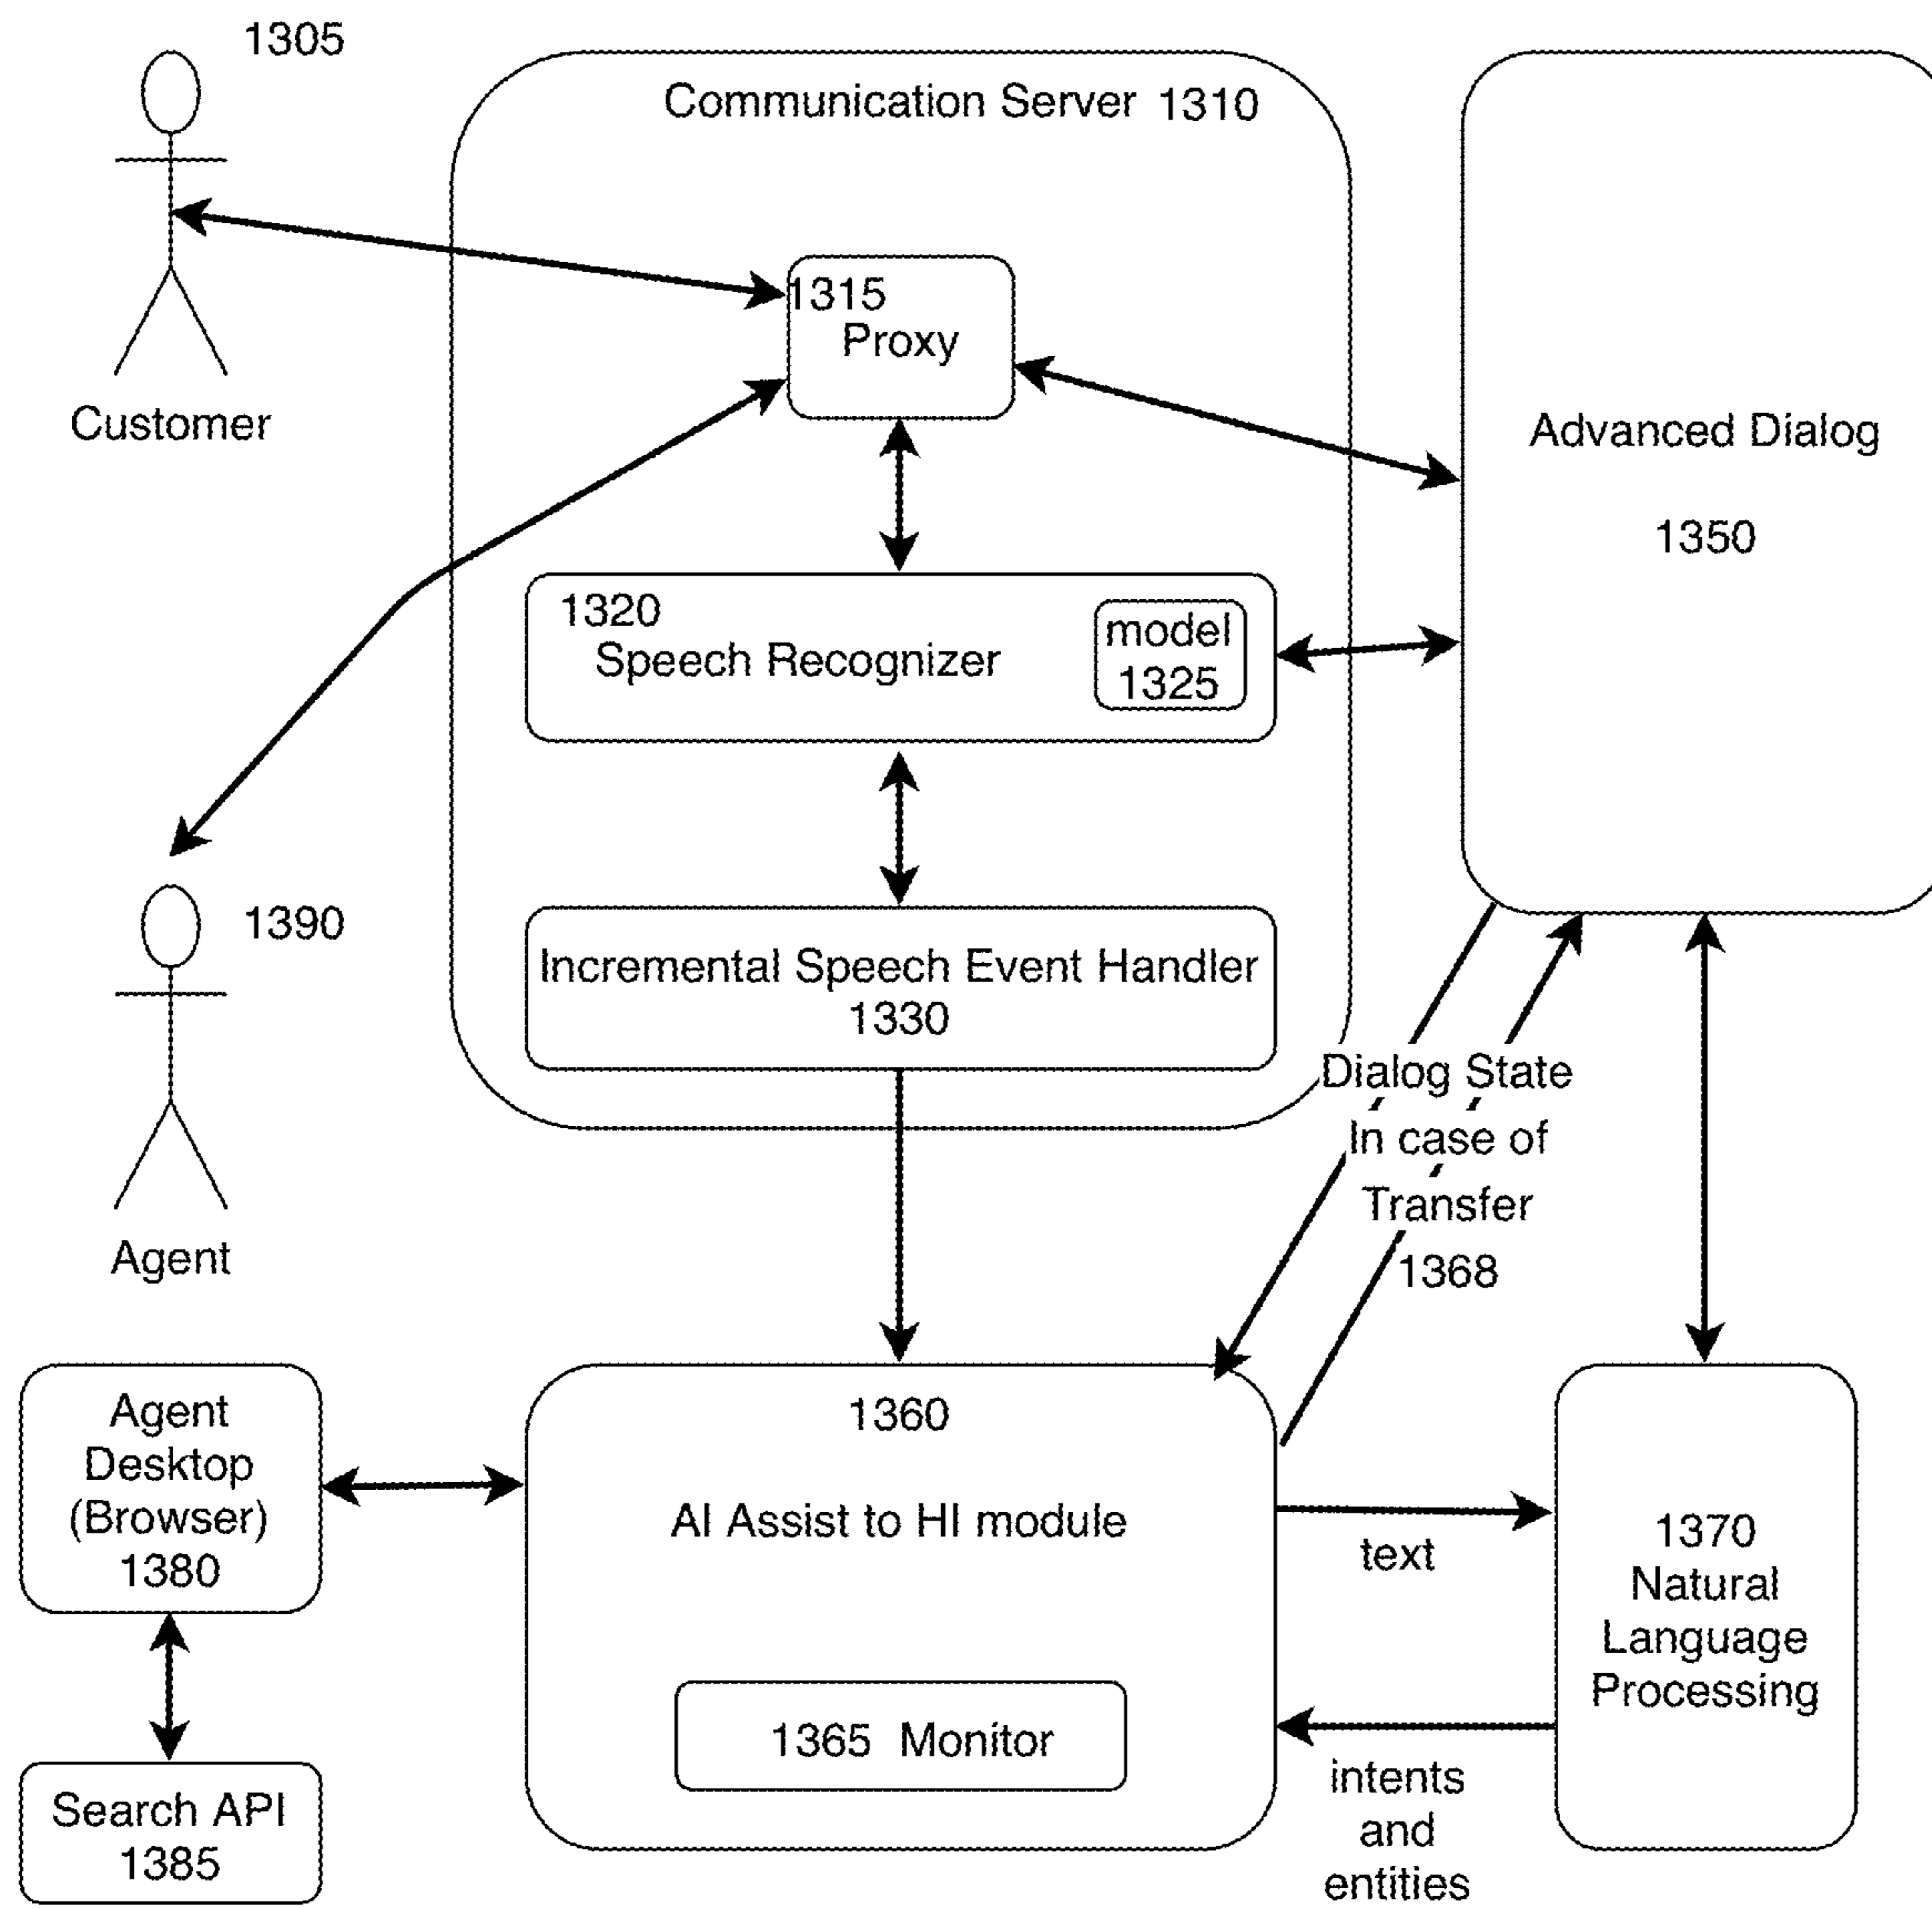 1305
Customer
Communication Server 1310
1315
Proxy
1320
Speech Recognizer
model
1325
Incremental Speech Event Handler
1330
Advanced Dialog
1350
1390
Agent
Dialog State
In case of
Transfer
1368
Agent
Desktop
(Browser)
1380
Search API
1385
1360
AI Assist to HI module
1365 Monitor
text
intents
and
entities
1370
Natural
Language
Processing